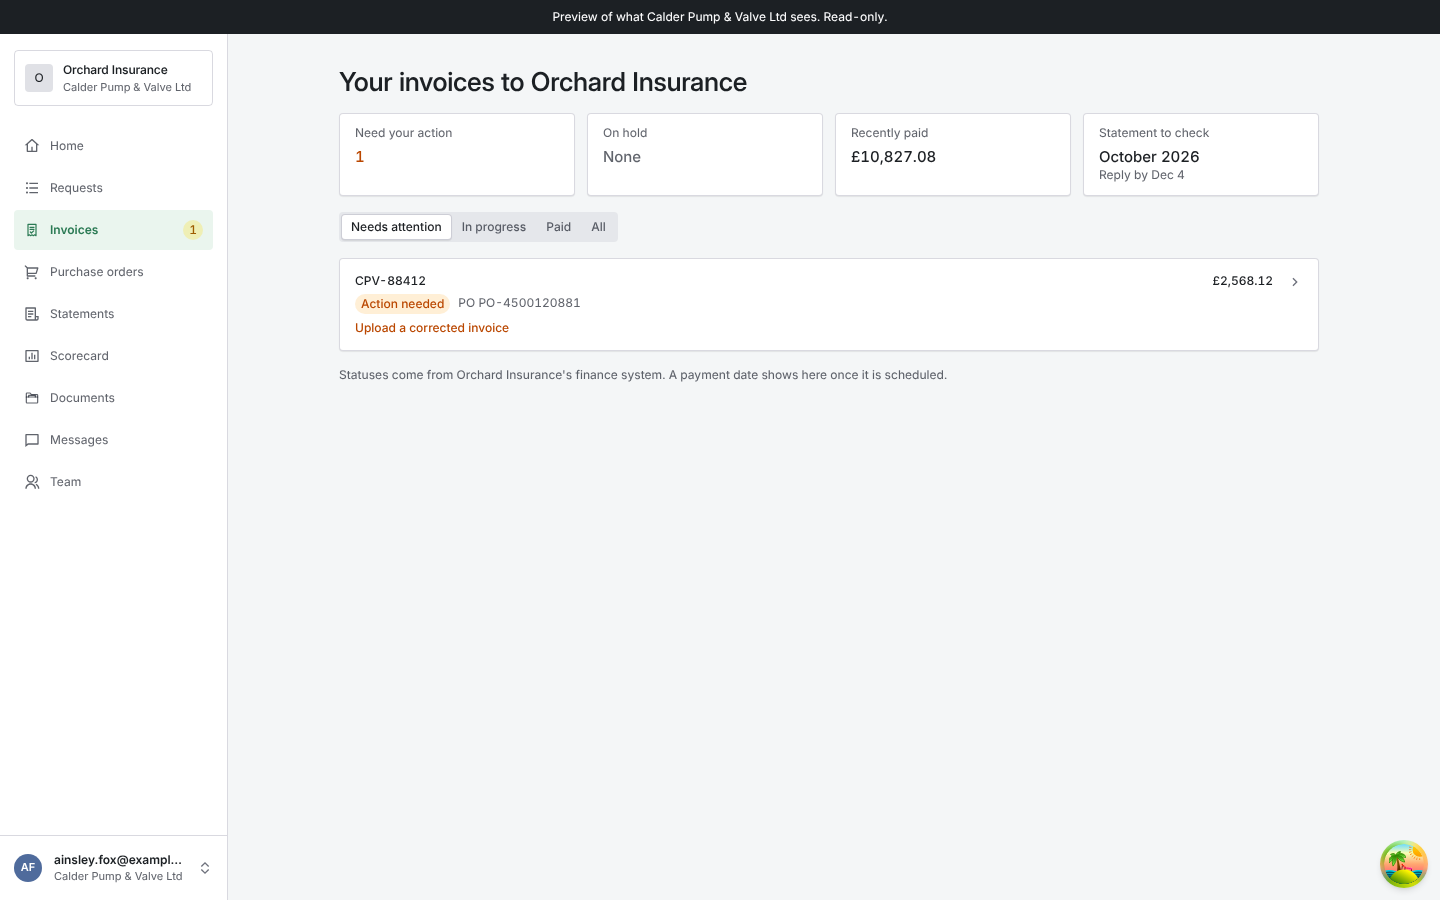 Preview of what Calder Pump & Valve Ltd sees. Read-only.
O
Orchard Insurance
Calder Pump & Valve Ltd
Home
Requests
Invoices
1
Purchase orders
Statements
Scorecard
Documents
Messages
Team
AF
ainsley.fox@exampl...
Calder Pump & Valve Ltd
Your invoices to Orchard Insurance
Need your action
1
On hold
None
Recently paid
£10,827.08
Statement to check
October 2026
Reply by Dec 4
Needs attention
In progress
Paid
All
CPV-88412
£2,568.12
Action needed
PO PO-4500120881
Upload a corrected invoice
Statuses come from Orchard Insurance's finance system. A payment date shows here once it is scheduled.